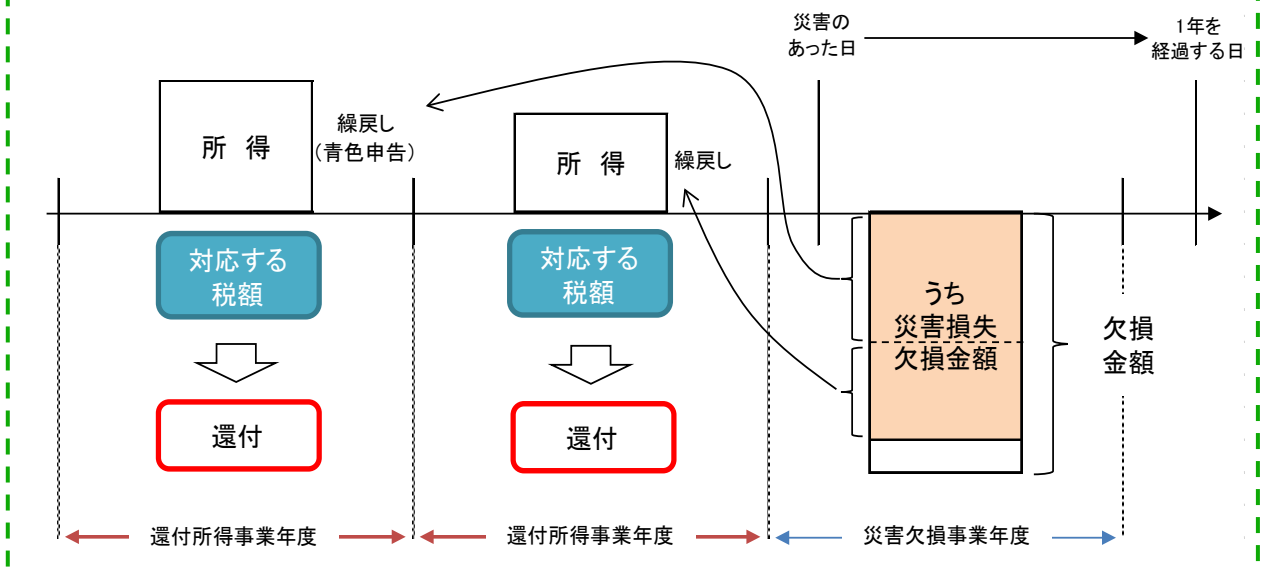 災害の
あった日
1年を
経過する日
所 得
繰戻し
（青色申告）
所 得
繰戻し
対応する
税額
対応する
税額
うち
災害損失
欠損金額
欠損
金額
還付
還付
還付所得事業年度
還付所得事業年度
災害欠損事業年度